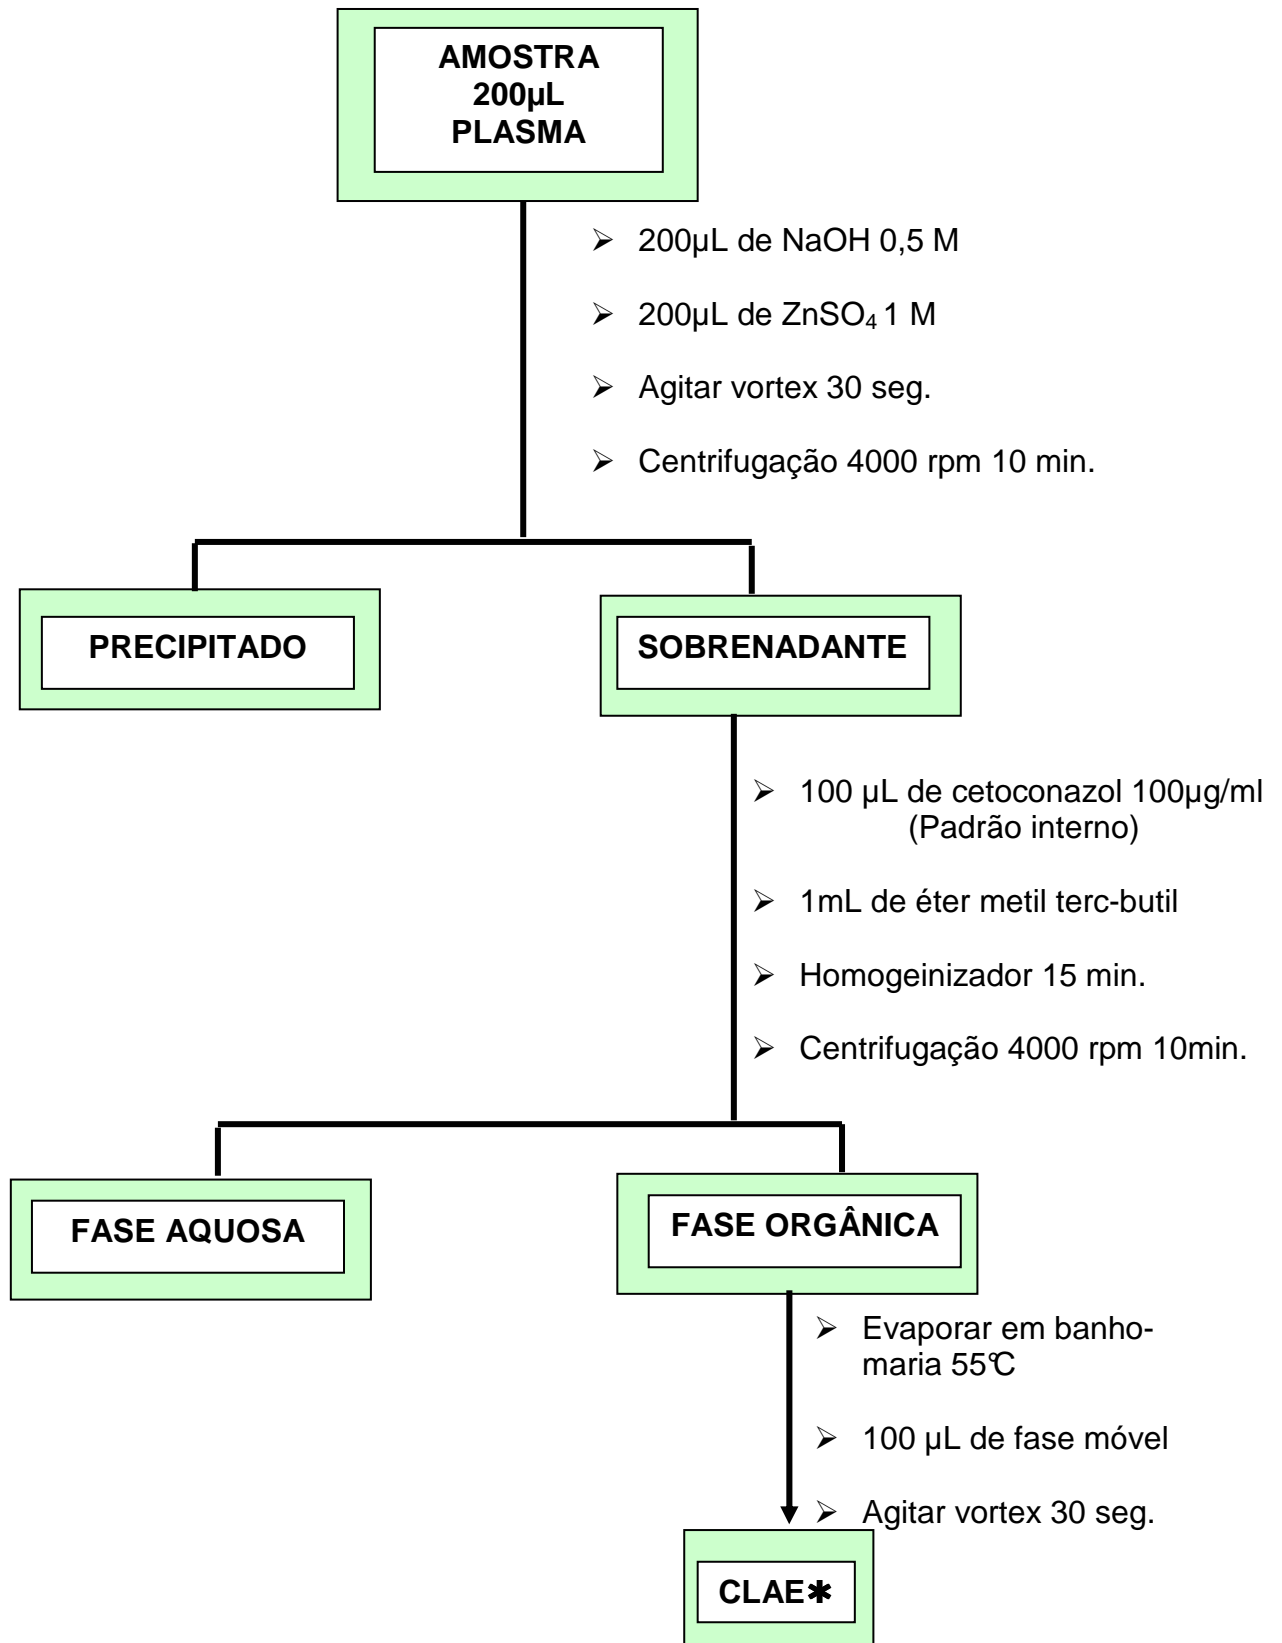 AMOSTRA
200µL
PLASMA
➢ 200µL de NaOH 0,5 M
➢ 200µL de ZnSO₄ 1 M
➢ Agitar vortex 30 seg.
➢ Centrifugação 4000 rpm 10 min.
PRECIPITADO
SOBRENADANTE
➢ 100 µL de cetoconazol 100µg/ml
(Padrão interno)
➢ 1mL de éter metil terc-butil
➢ Homogeinizador 15 min.
➢ Centrifugação 4000 rpm 10min.
FASE AQUOSA
FASE ORGÂNICA
➢ Evaporar em banho-
maria 55°C
➢ 100 µL de fase móvel
➢ Agitar vortex 30 seg.
CLAE✱